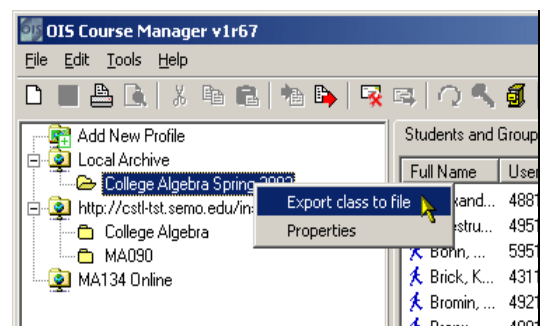 OIS OIS Course Manager v1r67
File Edit Tools Help
Add New Profile
Local Archive
College Algebra Spring
http://cstl-tst.semo.edu/in
College Algebra
MA090
MA134 Online
Export class to file
Properties
Students and Group
Full Name User
4881
4951
Bohn, ... 5951
Brick, K... 4311
Bromin, ... 4921